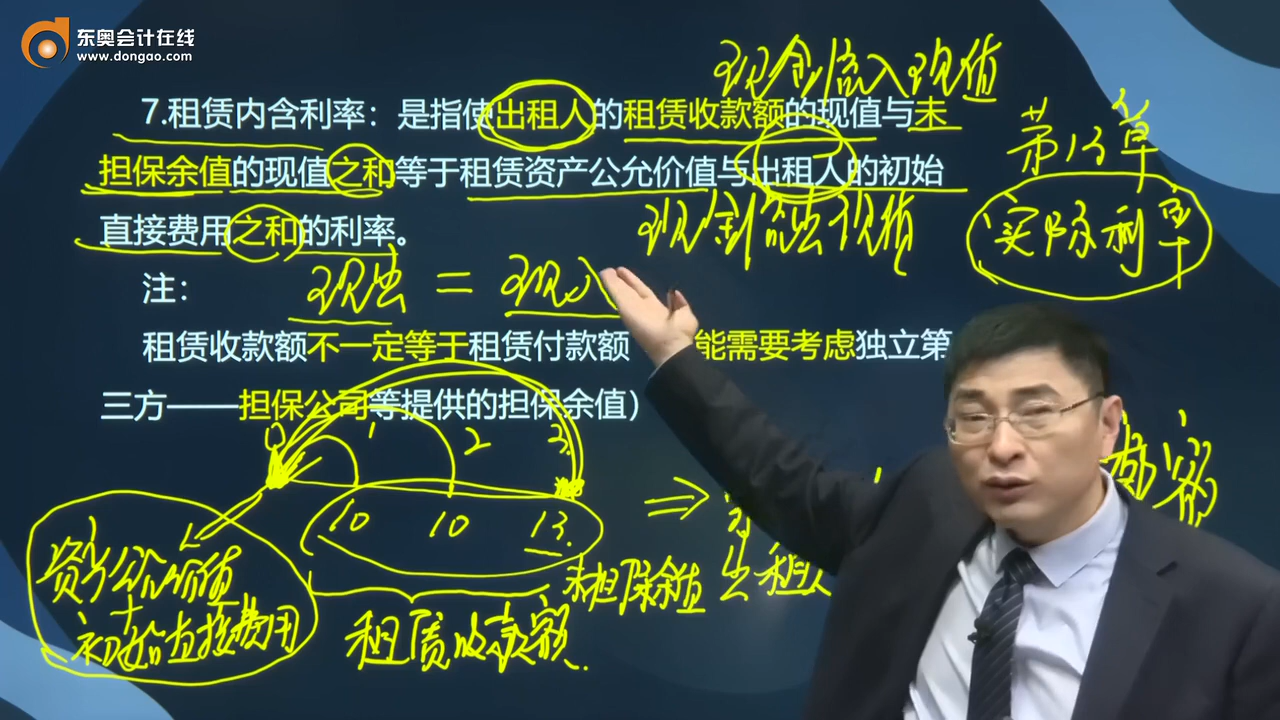 东奥会计在线
www.dongao.com
现金流入现值
7.租赁内含利率：是指使出租人的租赁收款额的现值与未
担保余值的现值之和等于租赁资产公允价值与出租人的初始
直接费用之和的利率。
第13章
实际利率
现金流出现值
注：
现出 = 现入
租赁收款额不一定等于租赁付款额
能需要考虑独立第
三方——担保公司等提供的担保余值）
0 1 2 3
10 10 13.
资产公允价值
+
初始直接费用
租赁收款额.
未担保余值
出租人
款额